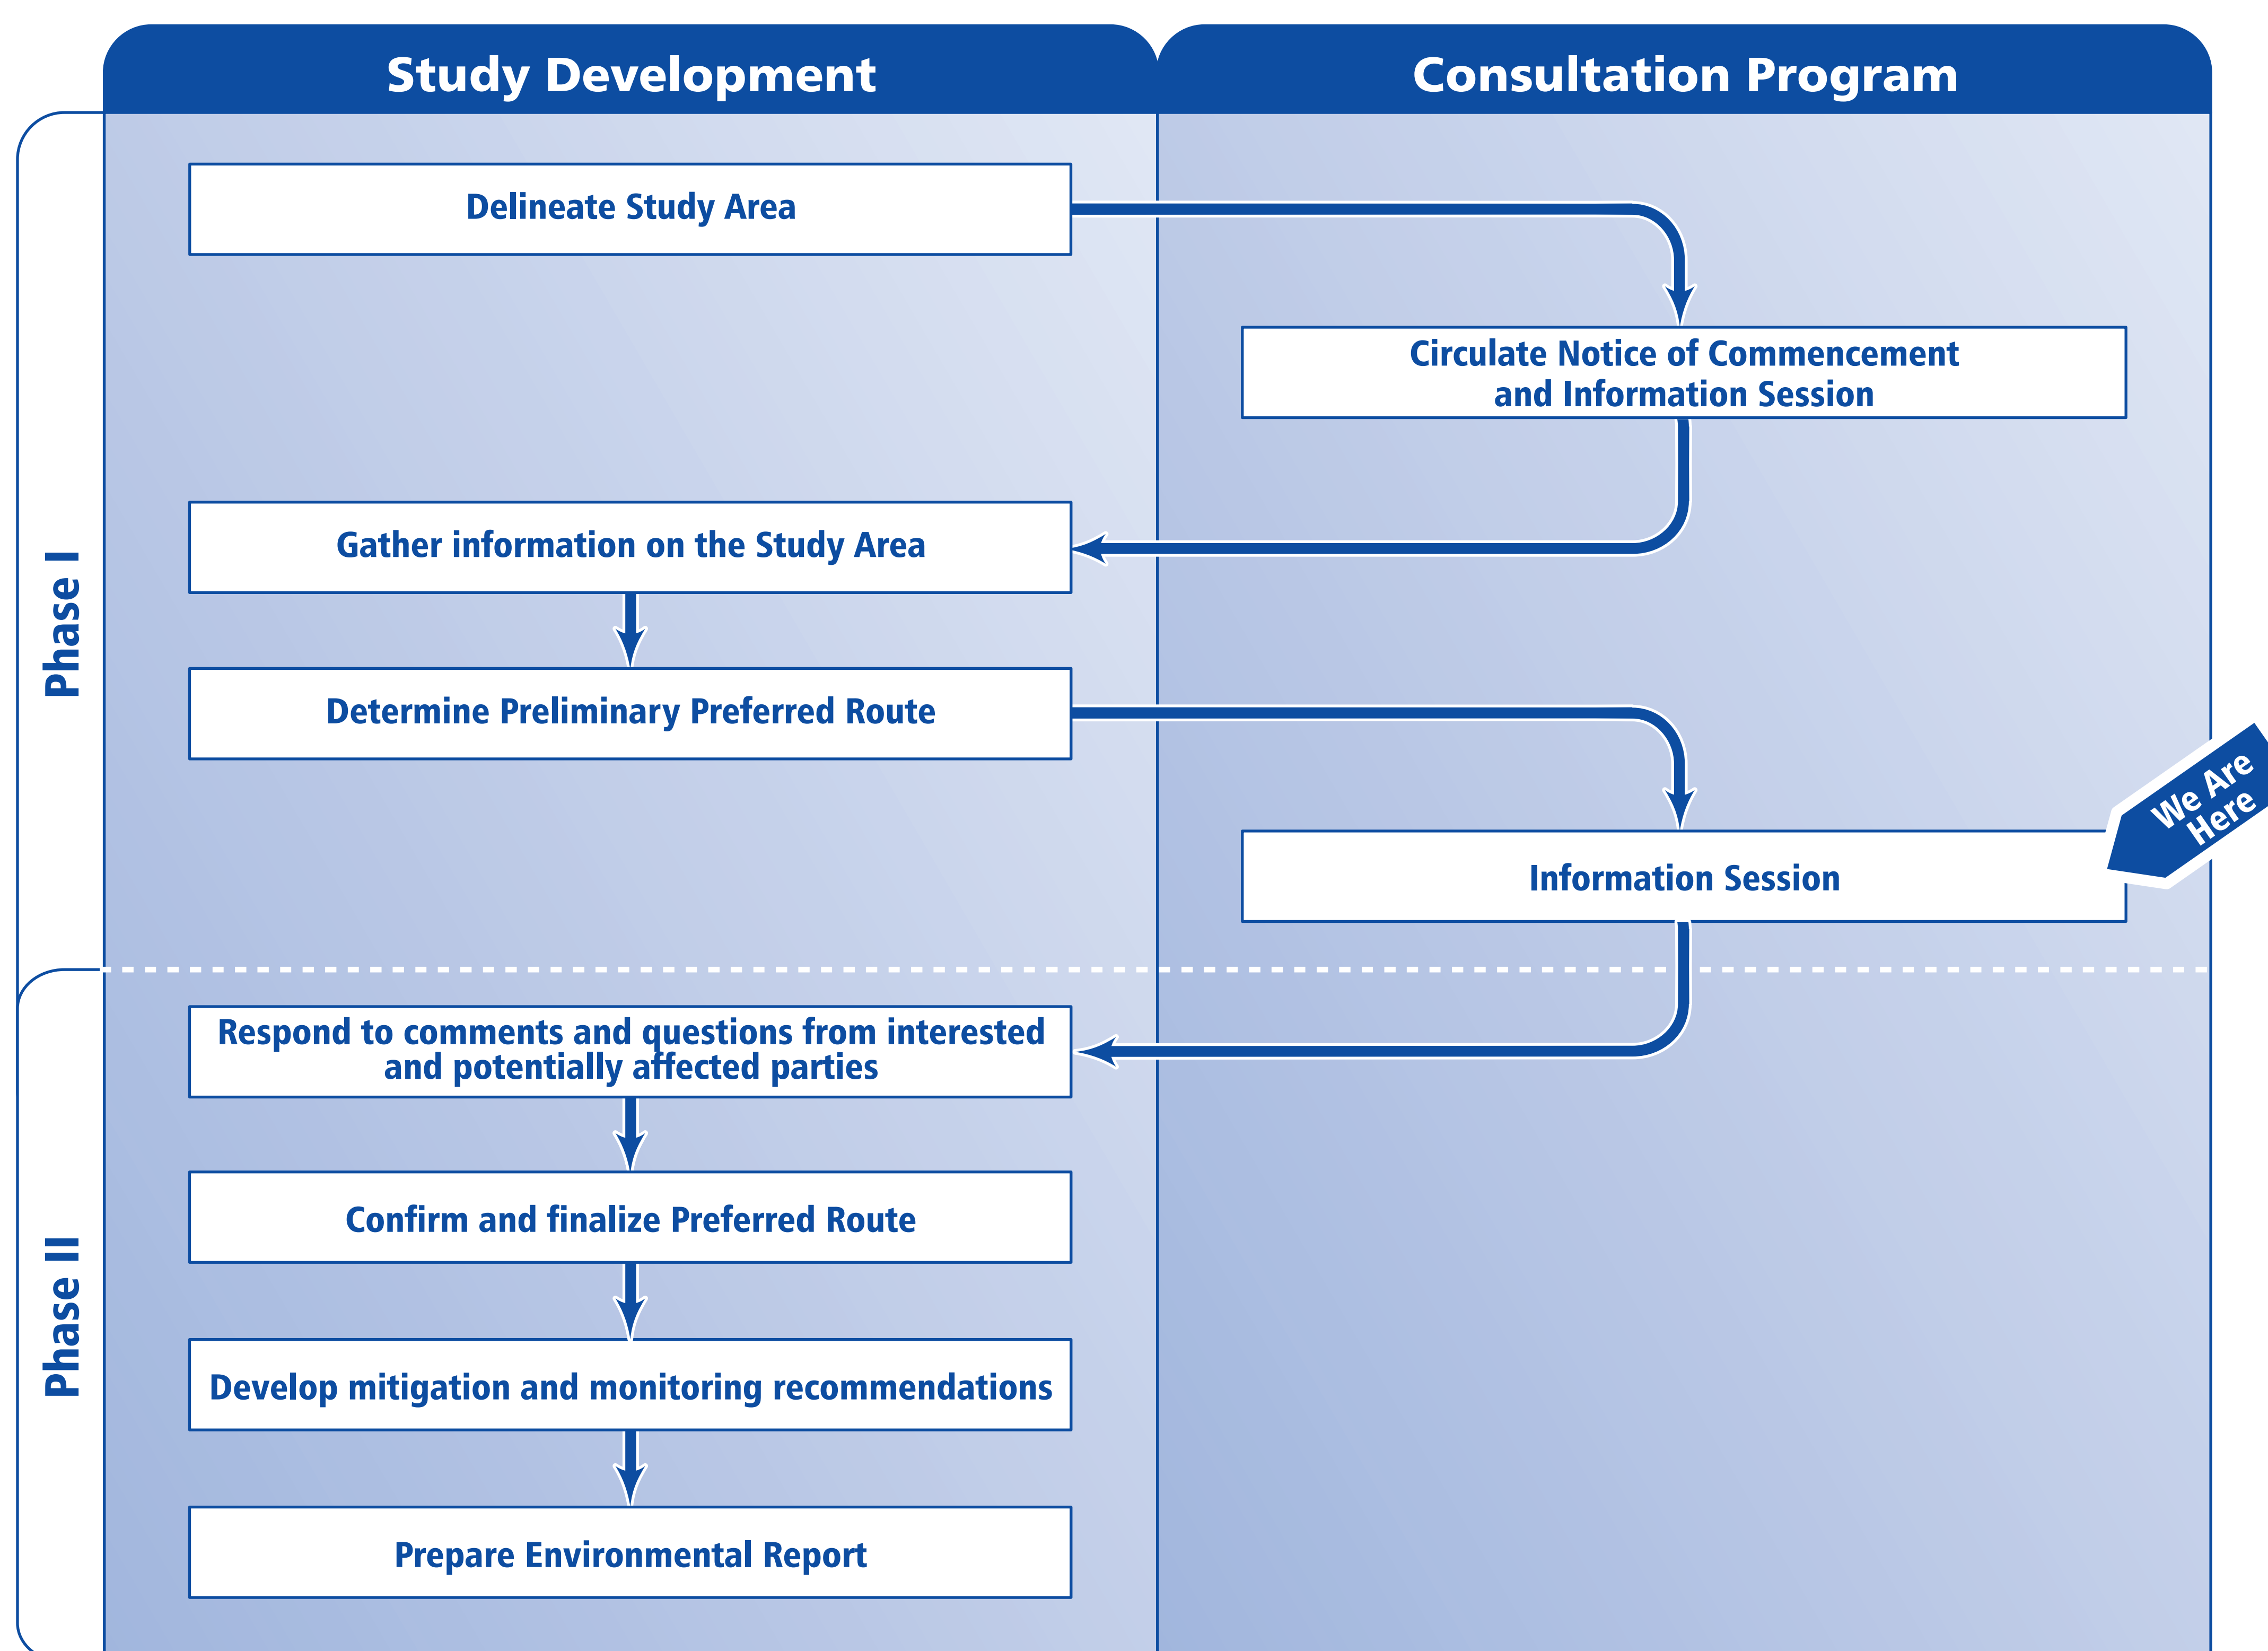 Study Development
Consultation Program
Phase I
Delineate Study Area
Circulate Notice of Commencement
and Information Session
Gather information on the Study Area
Determine Preliminary Preferred Route
We Are
Here
Information Session
Phase II
Respond to comments and questions from interested
and potentially affected parties
Confirm and finalize Preferred Route
Develop mitigation and monitoring recommendations
Prepare Environmental Report